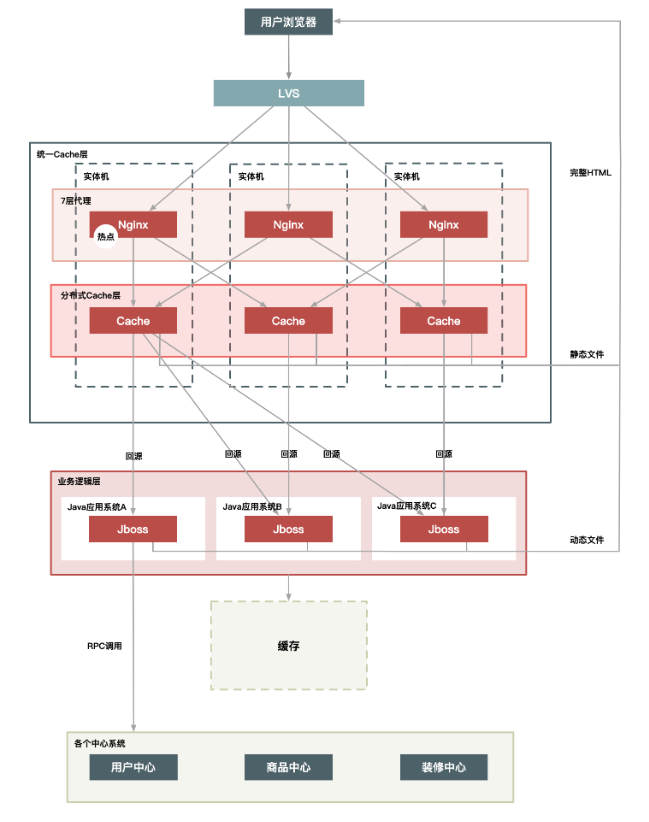 用户浏览器
LVS
统一Cache层
实体机
实体机
实体机
完整HTML
7层代理
Nginx
Nginx
Nginx
热点
分布式Cache层
Cache
Cache
Cache
静态文件
回源
回源
回源
回源
回源
业务逻辑层
Java应用系统A
Java应用系统B
Java应用系统C
Jboss
Jboss
Jboss
动态文件
缓存
RPC调用
各个中心系统
用户中心
商品中心
装修中心